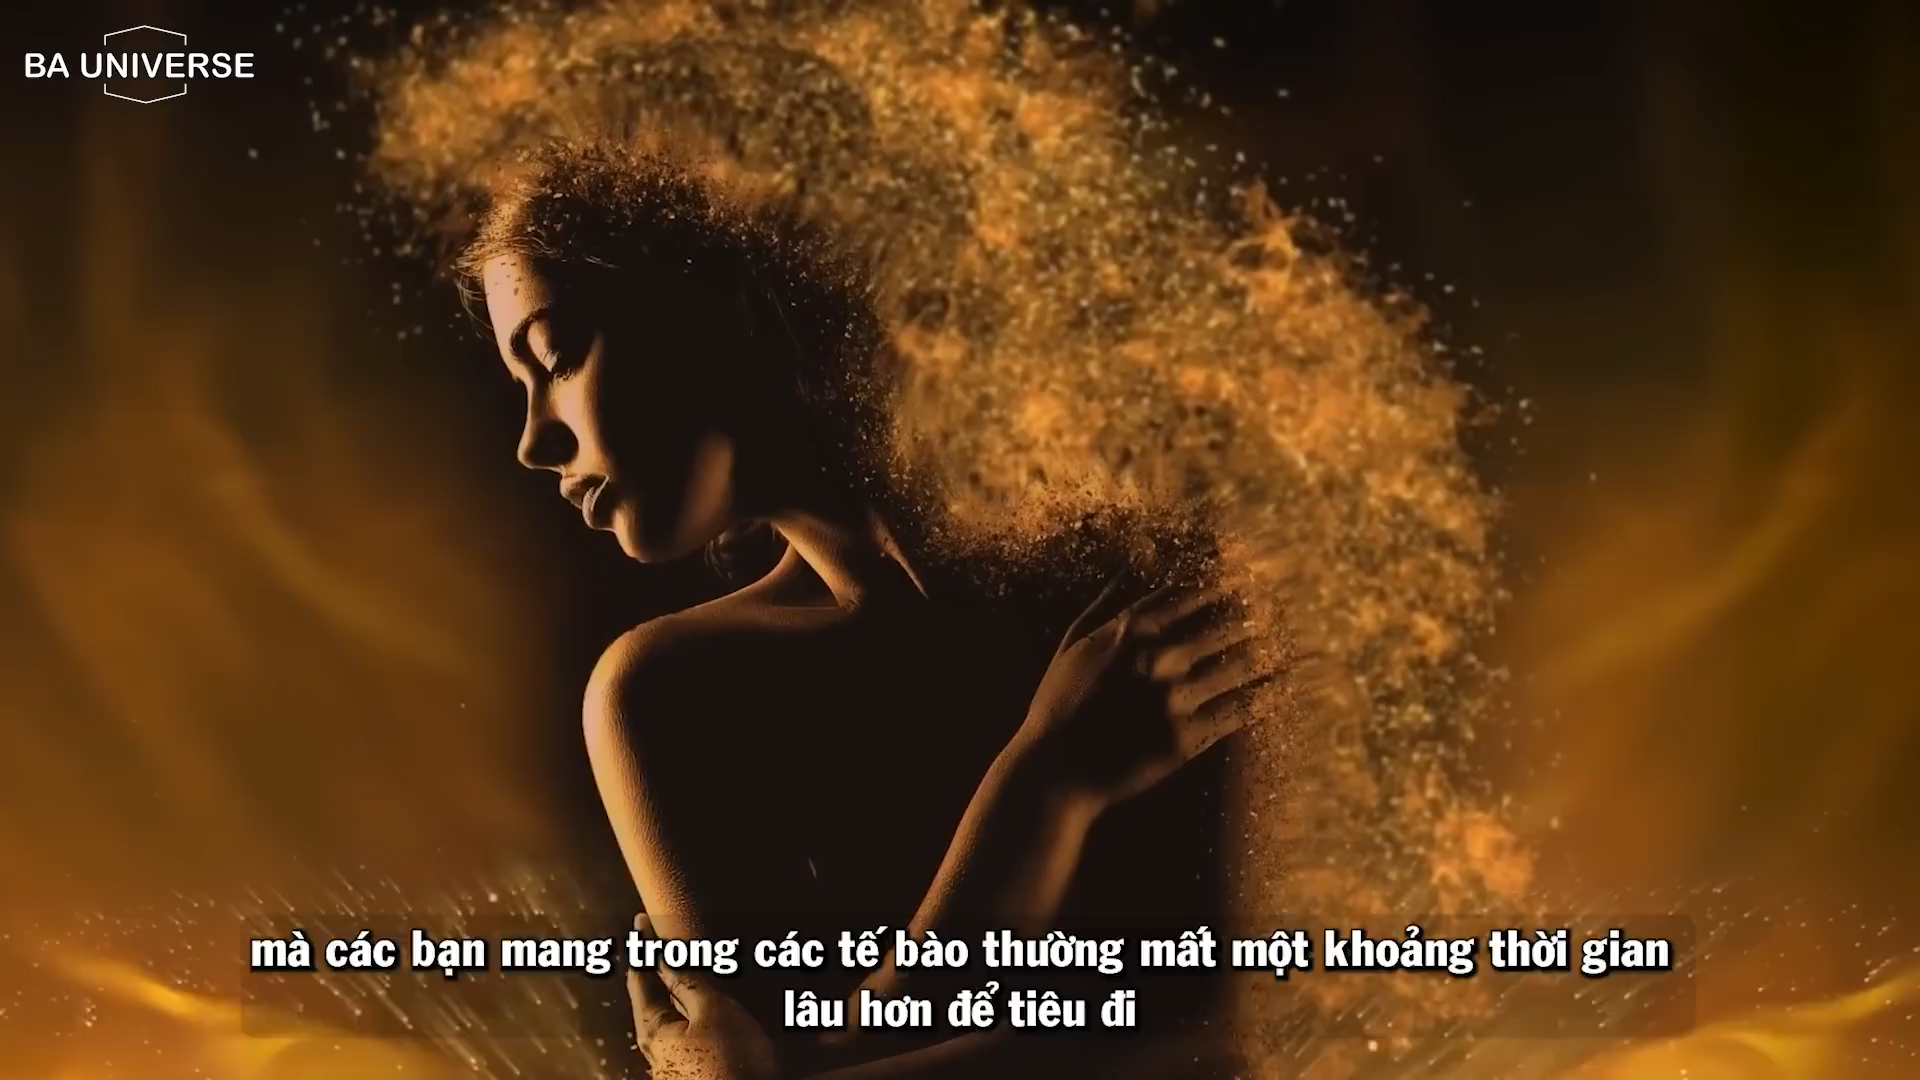 BA UNIVERSE
mà các bạn mang trong các tế bào thường mất một khoảng thời gian
lâu hơn để tiêu đi